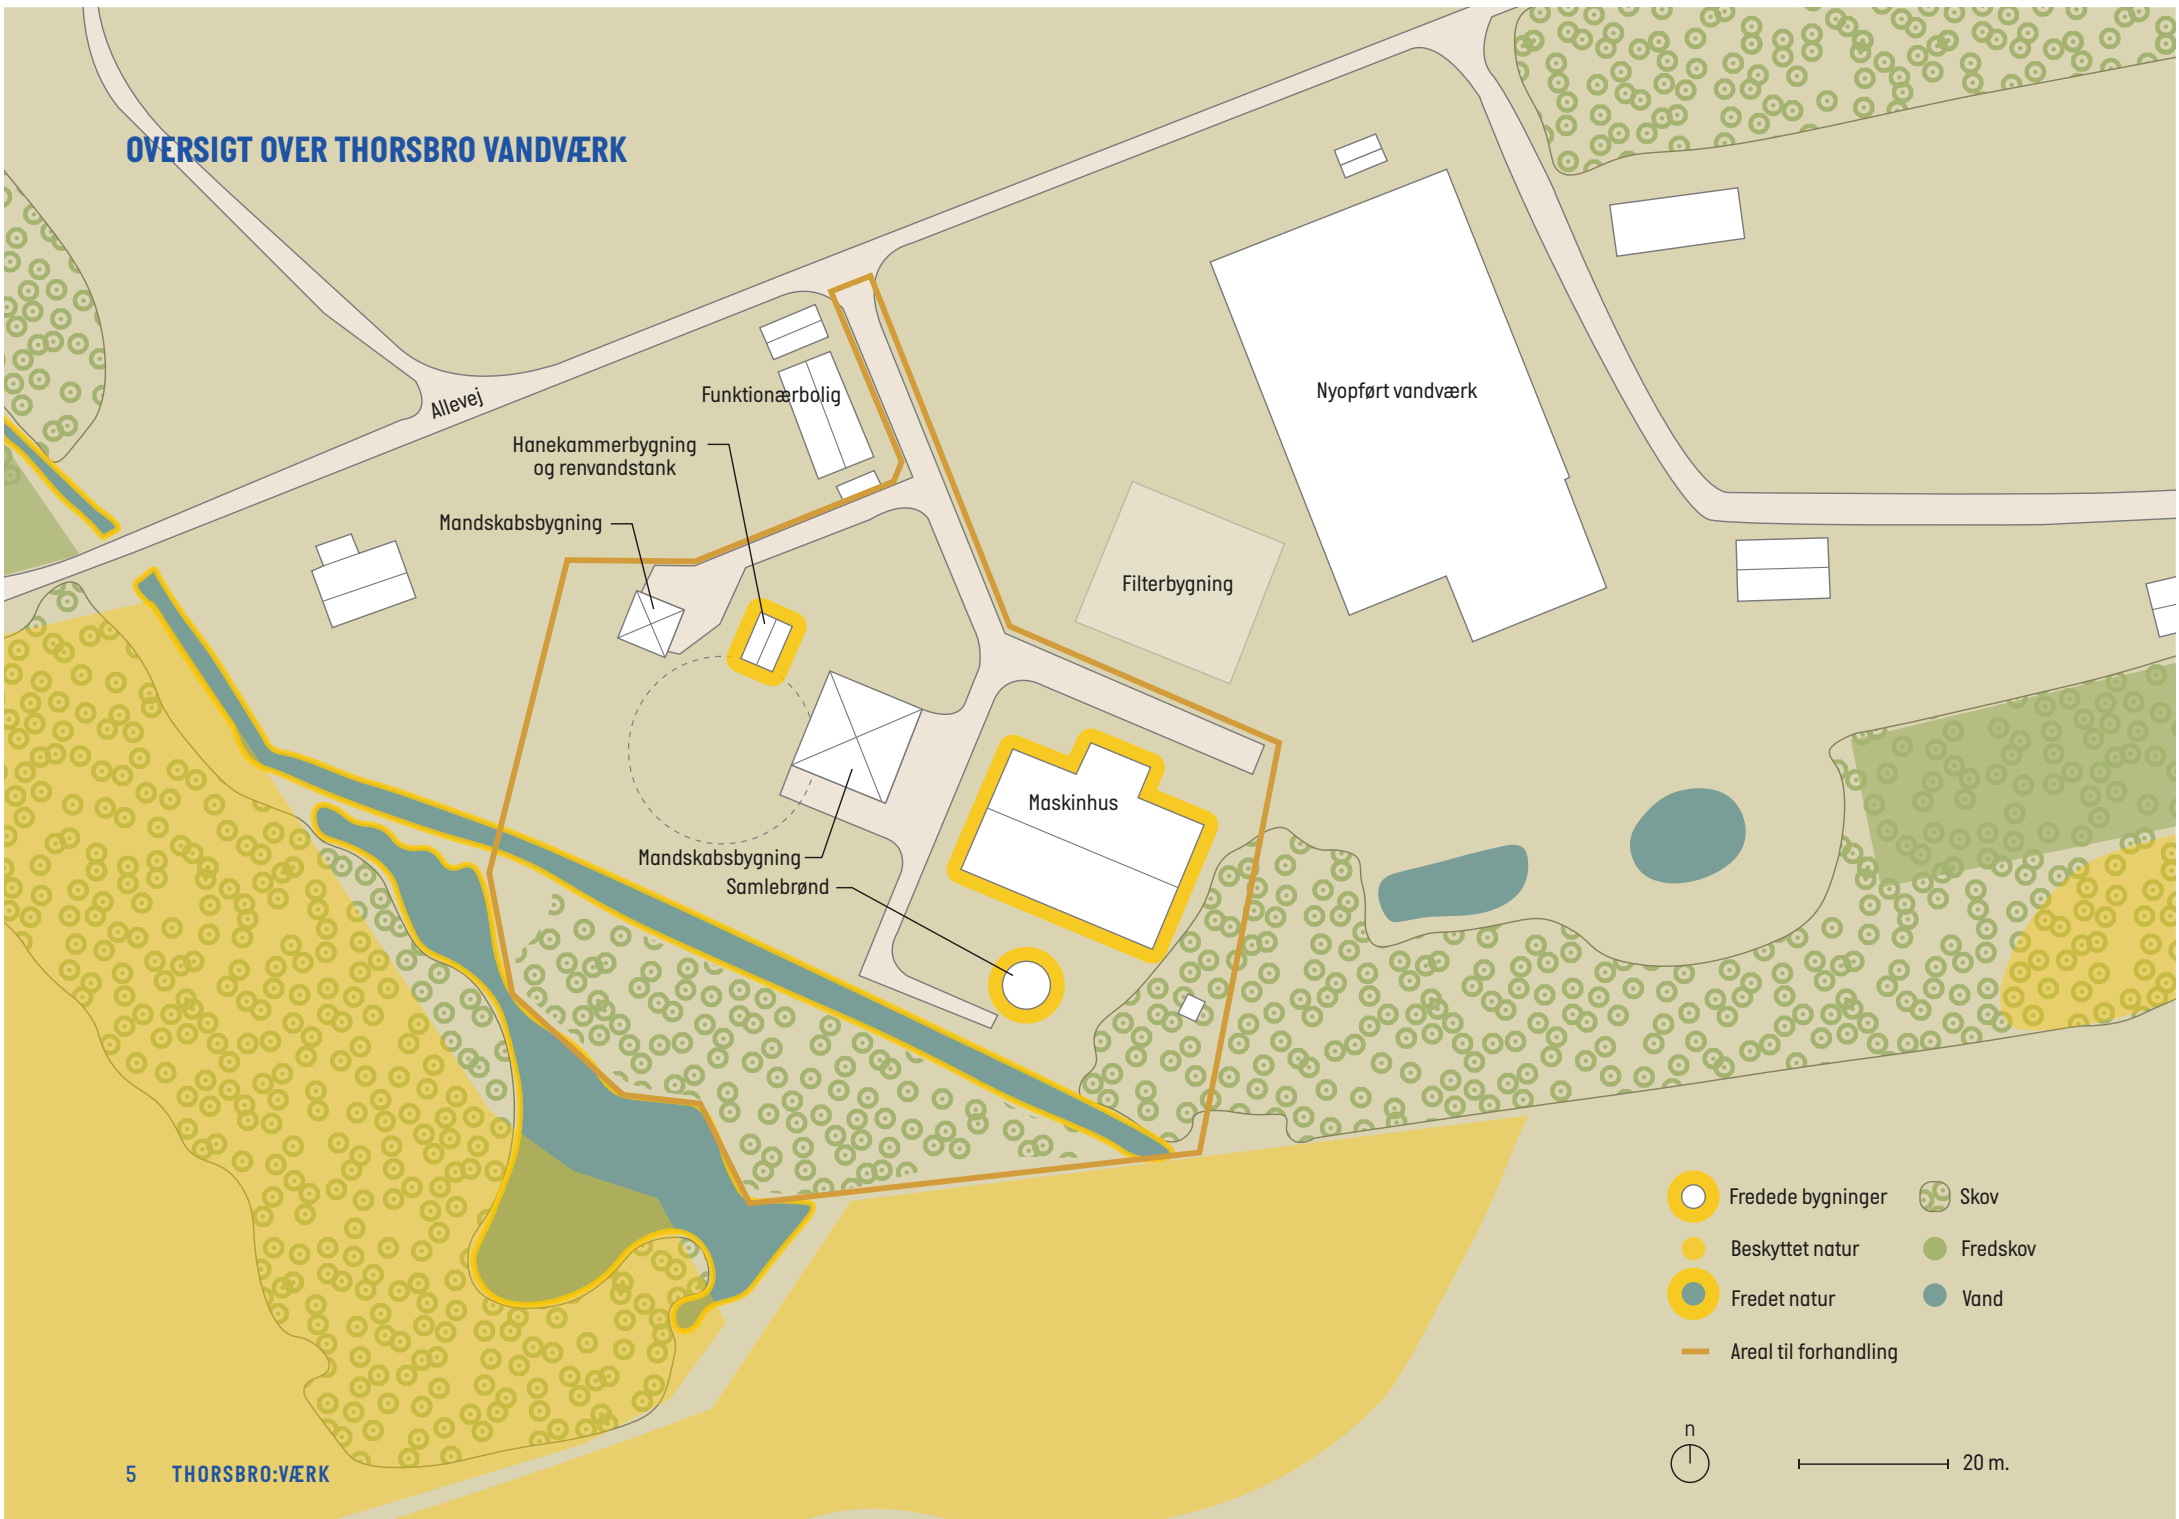 OVERSIGT OVER THORSBRO VANDVÆRK
Allevej
Funktionærbolig
Nyopført vandværk
Hanekammerbygning
og renvandstank
Mandskabsbygning
Filterbygning
Maskinhus
Mandskabsbygning
Samlebrønd
Fredede bygninger
Skov
Beskyttet natur
Fredskov
Fredet natur
Vand
Areal til forhandling
n
20 m.
5 THORSBRO:VÆRK